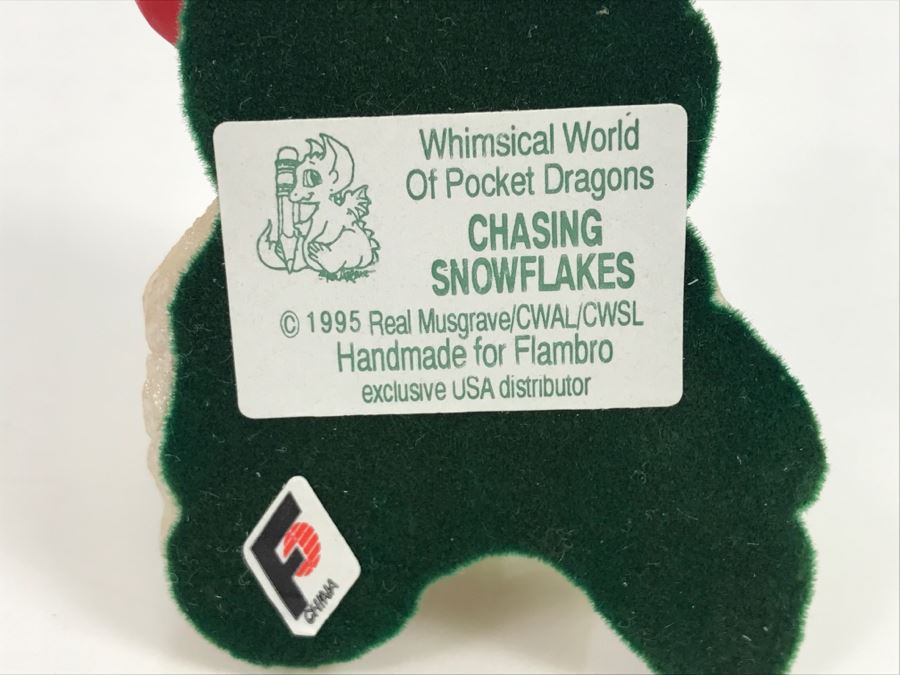 Whimsical World
Of Pocket Dragons
CHASING
SNOWFLAKES
© 1995 Real Musgrave/CWAL/CWSL
Handmade for Flambro
exclusive USA distributor
F
CHINA